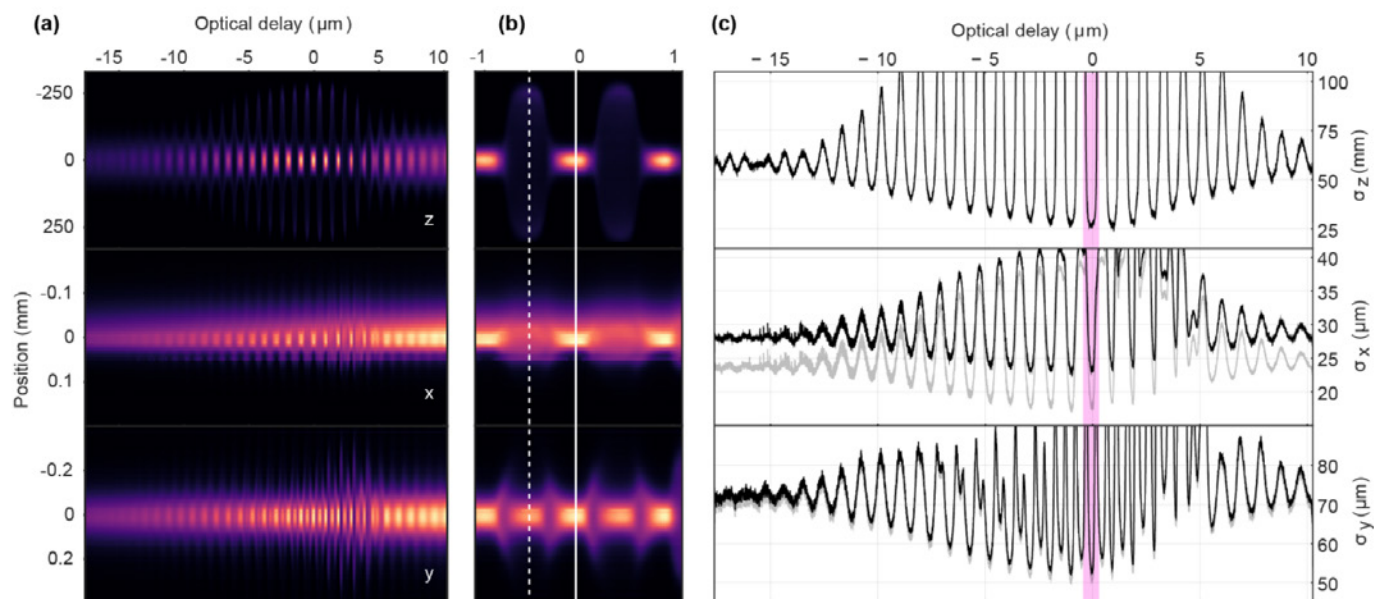 (a) Optical delay (μm) (b) (c) Optical delay (μm)
-15 -10 -5 0 5 10 -1 0 1 − 15 − 10 − 5 0 5 10
-250
0
250
z
100
75
50
25
σ z (mm)
Position (mm)
-0.1
0
0.1
x
40
35
30
25
20
σ x (μm)
-0.2
0
0.2
y
80
70
60
50
σ y (μm)